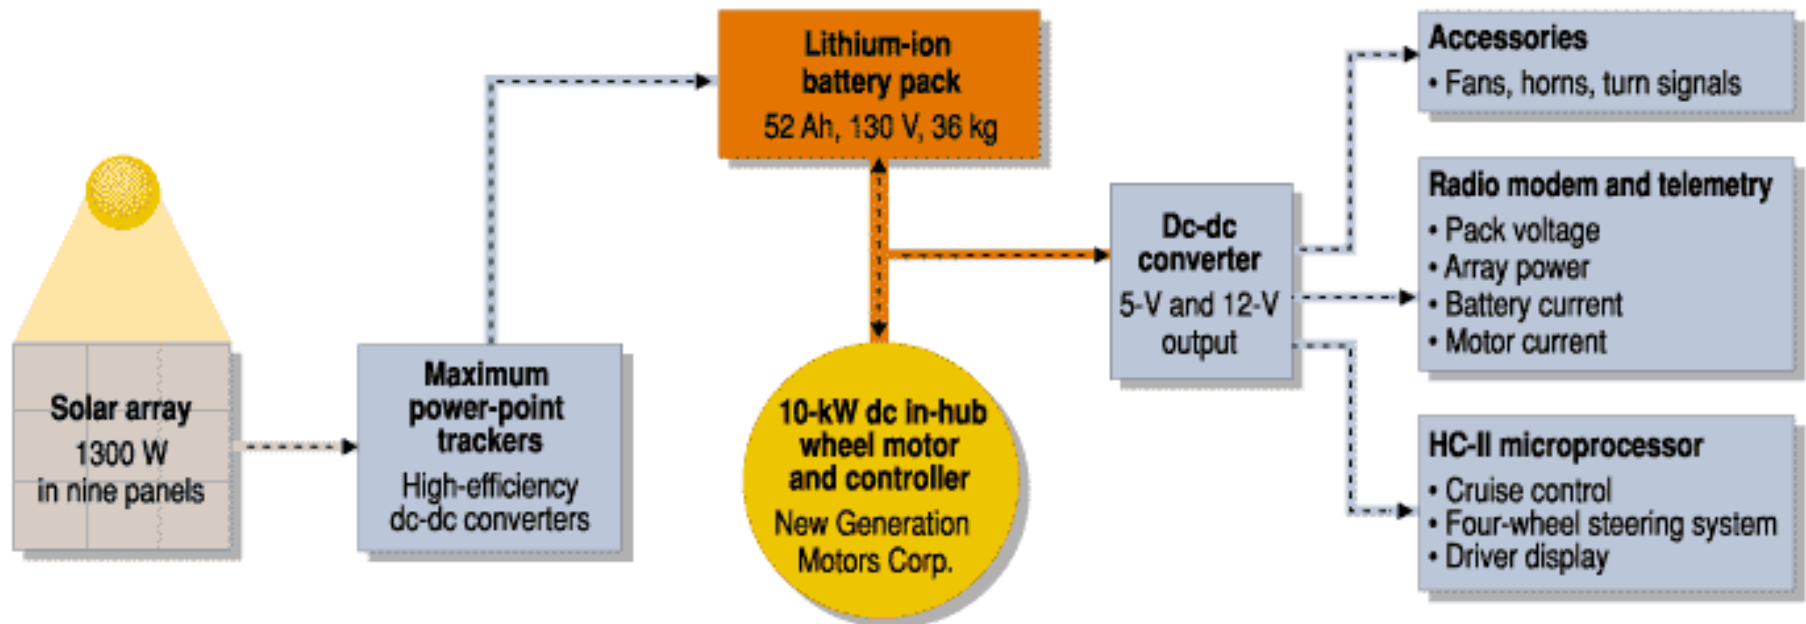 Solar array
1300 W
in nine panels
Maximum
power-point
trackers
High-efficiency
dc-dc converters
Lithium-ion
battery pack
52 Ah, 130 V, 36 kg
10-kW dc in-hub
wheel motor
and controller
New Generation
Motors Corp.
Dc-dc
converter
5-V and 12-V
output
Accessories
• Fans, horns, turn signals
Radio modem and telemetry
• Pack voltage
• Array power
• Battery current
• Motor current
HC-II microprocessor
• Cruise control
• Four-wheel steering system
• Driver display